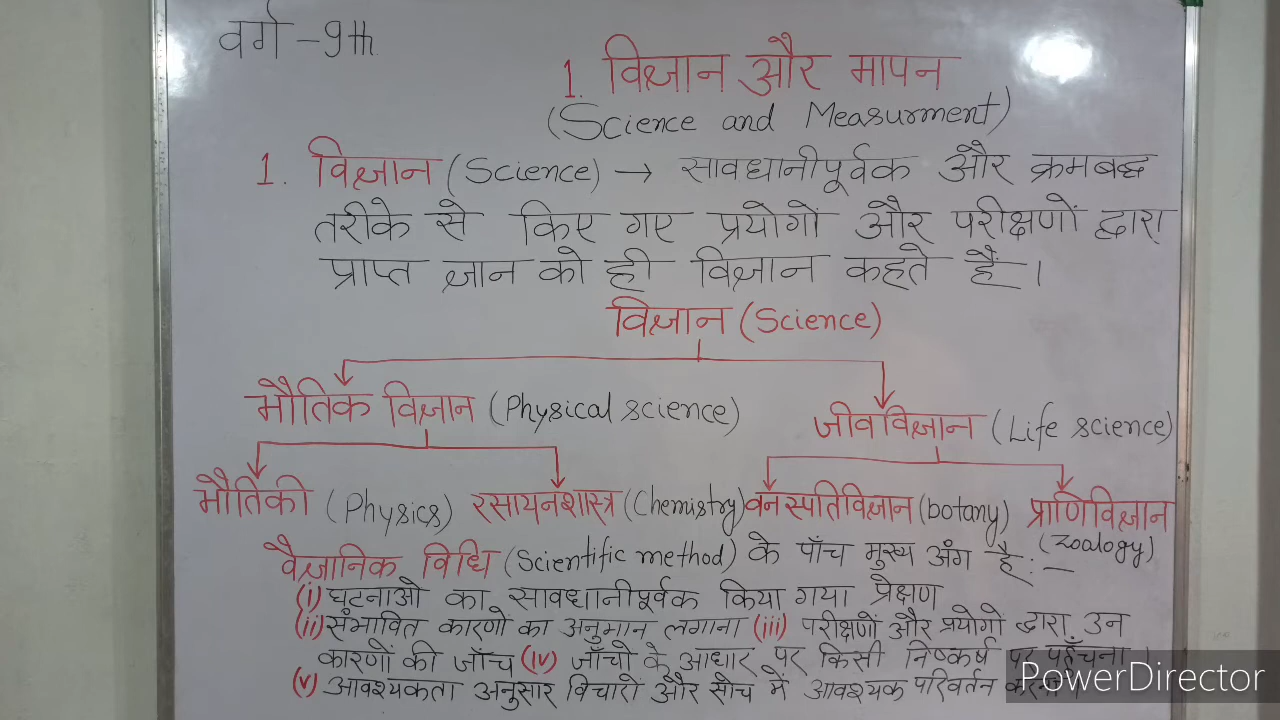 वर्ग - 9th
1. विज्ञान और मापन
(Science and Measurment)
1. विज्ञान (Science) → सावधानीपूर्वक और क्रमबद्ध
तरीके से किए गए प्रयोगों और परीक्षणों द्वारा
प्राप्त ज्ञान को ही विज्ञान कहते हैं।
विज्ञान (Science)
भौतिक विज्ञान (Physical science)
जीवविज्ञान (Life science)
भौतिकी (Physics) रसायनशास्त्र (Chemistry) वनस्पतिविज्ञान (botany) प्राणिविज्ञान
(zoalogy)
वैज्ञानिक विधि (Scientific method) के पाँच मुख्य अंग है :—
(i) घटनाओ का सावधानीपूर्वक किया गया प्रेक्षण
(ii) संभावित कारणों का अनुमान लगाना (iii) परीक्षणों और प्रयोगों द्वारा उन
कारणों की जाँच (iv) जाँचो के आधार पर किसी निष्कर्ष पर पहुँचना।
(v) आवश्यकता अनुसार विचारो और सोच में आवश्यक परिवर्तन
PowerDirector